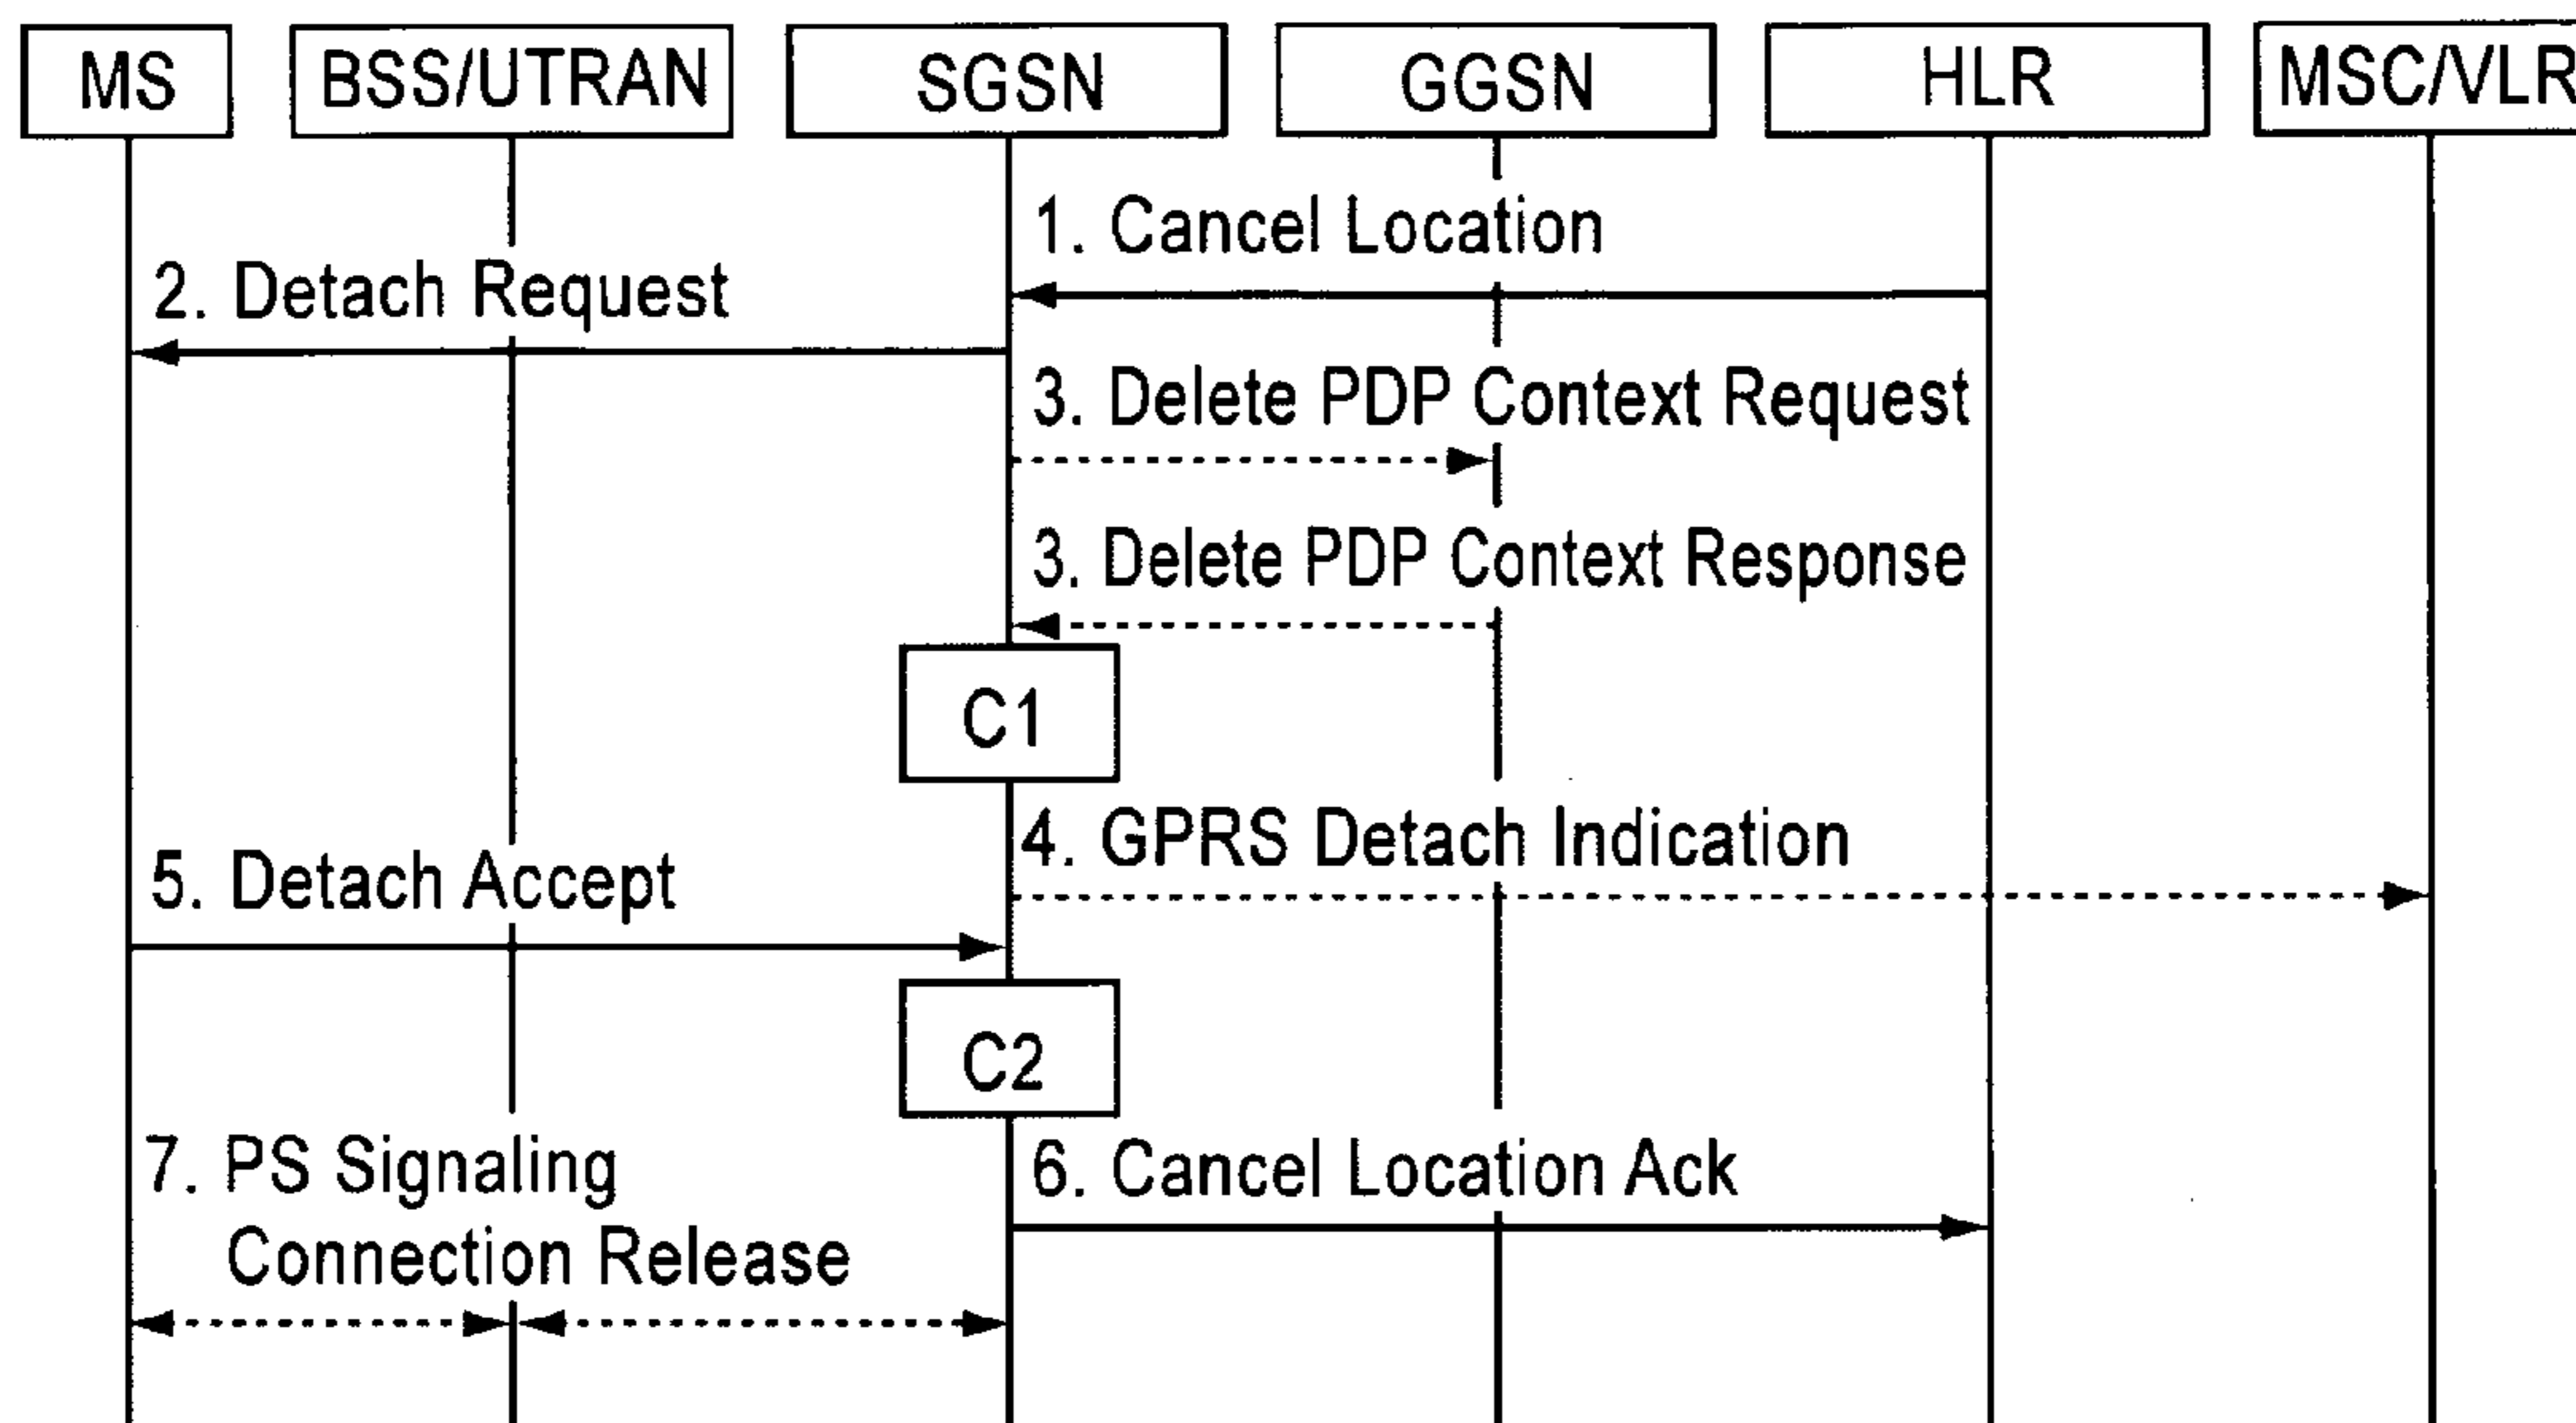 MS
BSS/UTRAN
SGSN
GGSN
HLR
MSC/VLR
1. Cancel Location
2. Detach Request
3. Delete PDP Context Request
3. Delete PDP Context Response
C1
4. GPRS Detach Indication
5. Detach Accept
C2
7. PS Signaling
Connection Release
6. Cancel Location Ack